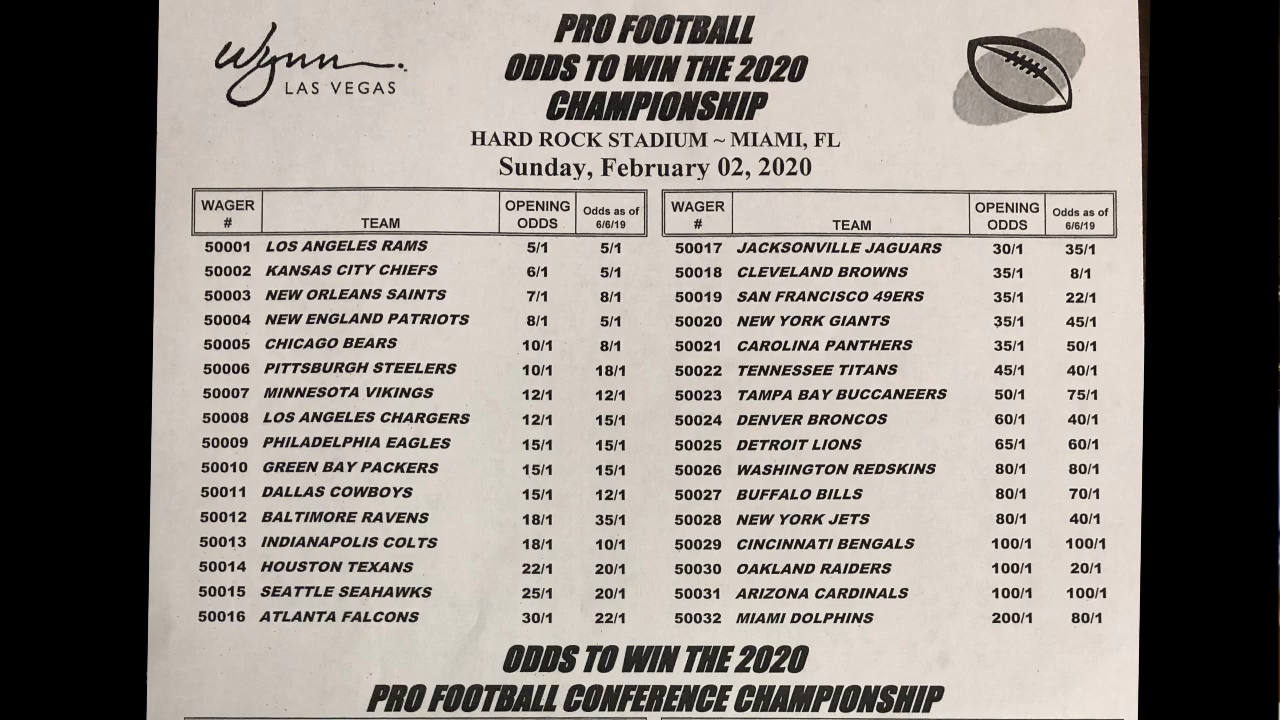 Wynn
LAS VEGAS
PRO FOOTBALL
ODDS TO WIN THE 2020
CHAMPIONSHIP
HARD ROCK STADIUM ~ MIAMI, FL
Sunday, February 02, 2020
WAGER # TEAM OPENING ODDS Odds as of 6/6/19
50001 LOS ANGELES RAMS 5/1 5/1
50002 KANSAS CITY CHIEFS 6/1 5/1
50003 NEW ORLEANS SAINTS 7/1 8/1
50004 NEW ENGLAND PATRIOTS 8/1 5/1
50005 CHICAGO BEARS 10/1 8/1
50006 PITTSBURGH STEELERS 10/1 18/1
50007 MINNESOTA VIKINGS 12/1 12/1
50008 LOS ANGELES CHARGERS 12/1 15/1
50009 PHILADELPHIA EAGLES 15/1 15/1
50010 GREEN BAY PACKERS 15/1 15/1
50011 DALLAS COWBOYS 15/1 12/1
50012 BALTIMORE RAVENS 18/1 35/1
50013 INDIANAPOLIS COLTS 18/1 10/1
50014 HOUSTON TEXANS 22/1 20/1
50015 SEATTLE SEAHAWKS 25/1 20/1
50016 ATLANTA FALCONS 30/1 22/1
WAGER # TEAM OPENING ODDS Odds as of 6/6/19
50017 JACKSONVILLE JAGUARS 30/1 35/1
50018 CLEVELAND BROWNS 35/1 8/1
50019 SAN FRANCISCO 49ERS 35/1 22/1
50020 NEW YORK GIANTS 35/1 45/1
50021 CAROLINA PANTHERS 35/1 50/1
50022 TENNESSEE TITANS 45/1 40/1
50023 TAMPA BAY BUCCANEERS 50/1 75/1
50024 DENVER BRONCOS 60/1 40/1
50025 DETROIT LIONS 65/1 60/1
50026 WASHINGTON REDSKINS 80/1 80/1
50027 BUFFALO BILLS 80/1 70/1
50028 NEW YORK JETS 80/1 40/1
50029 CINCINNATI BENGALS 100/1 100/1
50030 OAKLAND RAIDERS 100/1 20/1
50031 ARIZONA CARDINALS 100/1 100/1
50032 MIAMI DOLPHINS 200/1 80/1
ODDS TO WIN THE 2020
PRO FOOTBALL CONFERENCE CHAMPIONSHIP